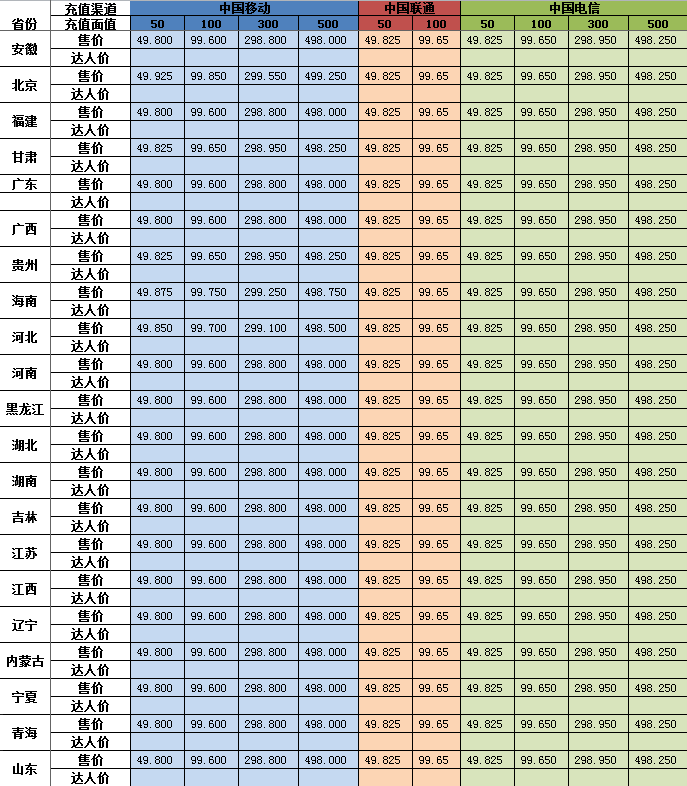 充值渠道 中国移动 中国联通 中国电信
省份 充值面值 50 100 300 500 50 100 50 100 300 500
安徽 售价 49.800 99.600 298.800 498.000 49.825 99.65 49.825 99.650 298.950 498.250
达人价
北京 售价 49.925 99.850 299.550 499.250 49.825 99.65 49.825 99.650 298.950 498.250
达人价
福建 售价 49.800 99.600 298.800 498.000 49.825 99.65 49.825 99.650 298.950 498.250
达人价
甘肃 售价 49.825 99.650 298.950 498.250 49.825 99.65 49.825 99.650 298.950 498.250
达人价
广东 售价 49.800 99.600 298.800 498.000 49.825 99.65 49.825 99.650 298.950 498.250
达人价
广西 售价 49.800 99.600 298.800 498.000 49.825 99.65 49.825 99.650 298.950 498.250
达人价
贵州 售价 49.825 99.650 298.950 498.250 49.825 99.65 49.825 99.650 298.950 498.250
达人价
海南 售价 49.875 99.750 299.250 498.750 49.825 99.65 49.825 99.650 298.950 498.250
达人价
河北 售价 49.850 99.700 299.100 498.500 49.825 99.65 49.825 99.650 298.950 498.250
达人价
河南 售价 49.800 99.600 298.800 498.000 49.825 99.65 49.825 99.650 298.950 498.250
达人价
黑龙江 售价 49.800 99.600 298.800 498.000 49.825 99.65 49.825 99.650 298.950 498.250
达人价
湖北 售价 49.800 99.600 298.800 498.000 49.825 99.65 49.825 99.650 298.950 498.250
达人价
湖南 售价 49.800 99.600 298.800 498.000 49.825 99.65 49.825 99.650 298.950 498.250
达人价
吉林 售价 49.800 99.600 298.800 498.000 49.825 99.65 49.825 99.650 298.950 498.250
达人价
江苏 售价 49.800 99.600 298.800 498.000 49.825 99.65 49.825 99.650 298.950 498.250
达人价
江西 售价 49.800 99.600 298.800 498.000 49.825 99.65 49.825 99.650 298.950 498.250
达人价
辽宁 售价 49.800 99.600 298.800 498.000 49.825 99.65 49.825 99.650 298.950 498.250
达人价
内蒙古 售价 49.800 99.600 298.800 498.000 49.825 99.65 49.825 99.650 298.950 498.250
达人价
宁夏 售价 49.800 99.600 298.800 498.000 49.825 99.65 49.825 99.650 298.950 498.250
达人价
青海 售价 49.800 99.600 298.800 498.000 49.825 99.65 49.825 99.650 298.950 498.250
达人价
山东 售价 49.800 99.600 298.800 498.000 49.825 99.65 49.825 99.650 298.950 498.250
达人价